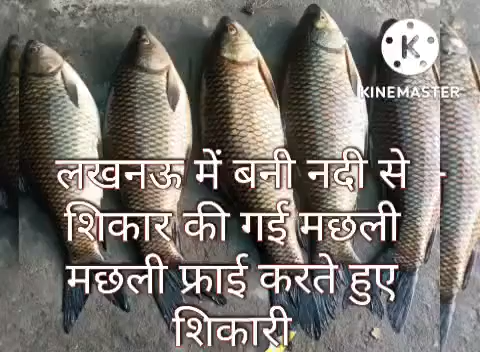 K
KINEMASTER
लखनऊ में बनी नदी से
शिकार की गई मछली
मछली फ्राई करते हुए
शिकारी